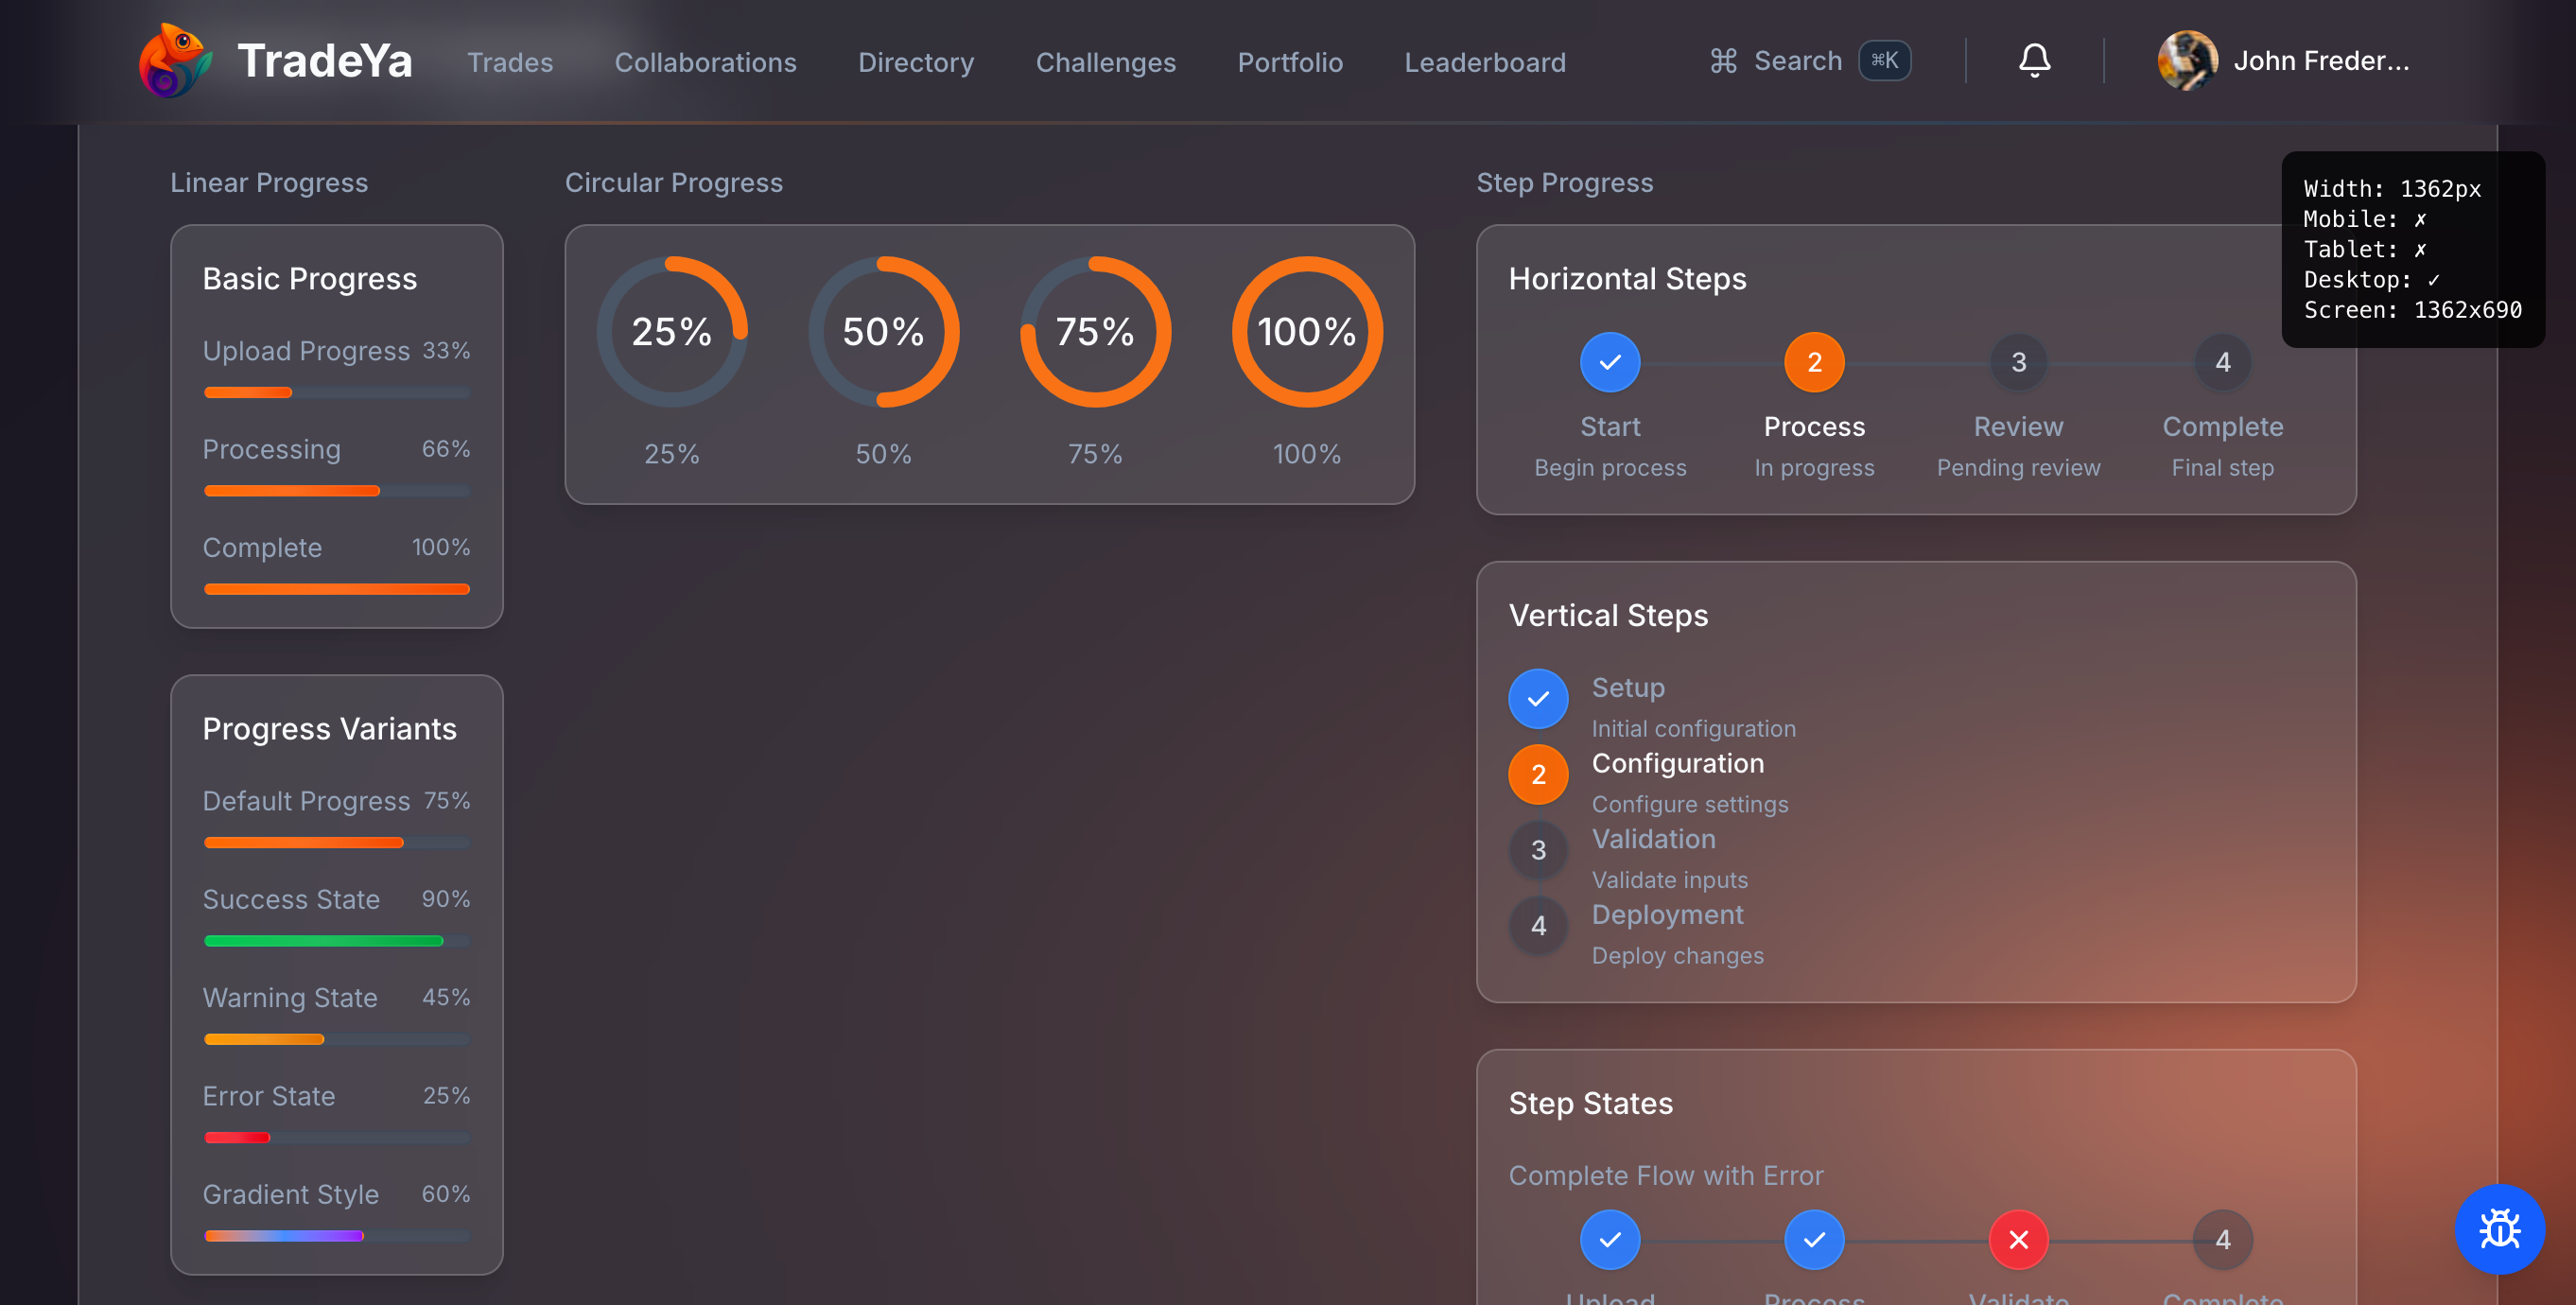 TradeYa
Trades
Collaborations
Directory
Challenges
Portfolio
Leaderboard
⌘ Search ⌘K
John Freder...
Width: 1362px
Mobile: ✗
Tablet: ✗
Desktop: ✓
Screen: 1362x690
Linear Progress
Basic Progress
Upload Progress 33%
Processing 66%
Complete 100%
Progress Variants
Default Progress 75%
Success State 90%
Warning State 45%
Error State 25%
Gradient Style 60%
Circular Progress
25% 50% 75% 100%
25% 50% 75% 100%
Step Progress
Horizontal Steps
2 3 4
Start Process Review Complete
Begin process In progress Pending review Final step
Vertical Steps
Setup
Initial configuration
2 Configuration
Configure settings
3 Validation
Validate inputs
4 Deployment
Deploy changes
Step States
Complete Flow with Error
4
Upload Process Validate Complete